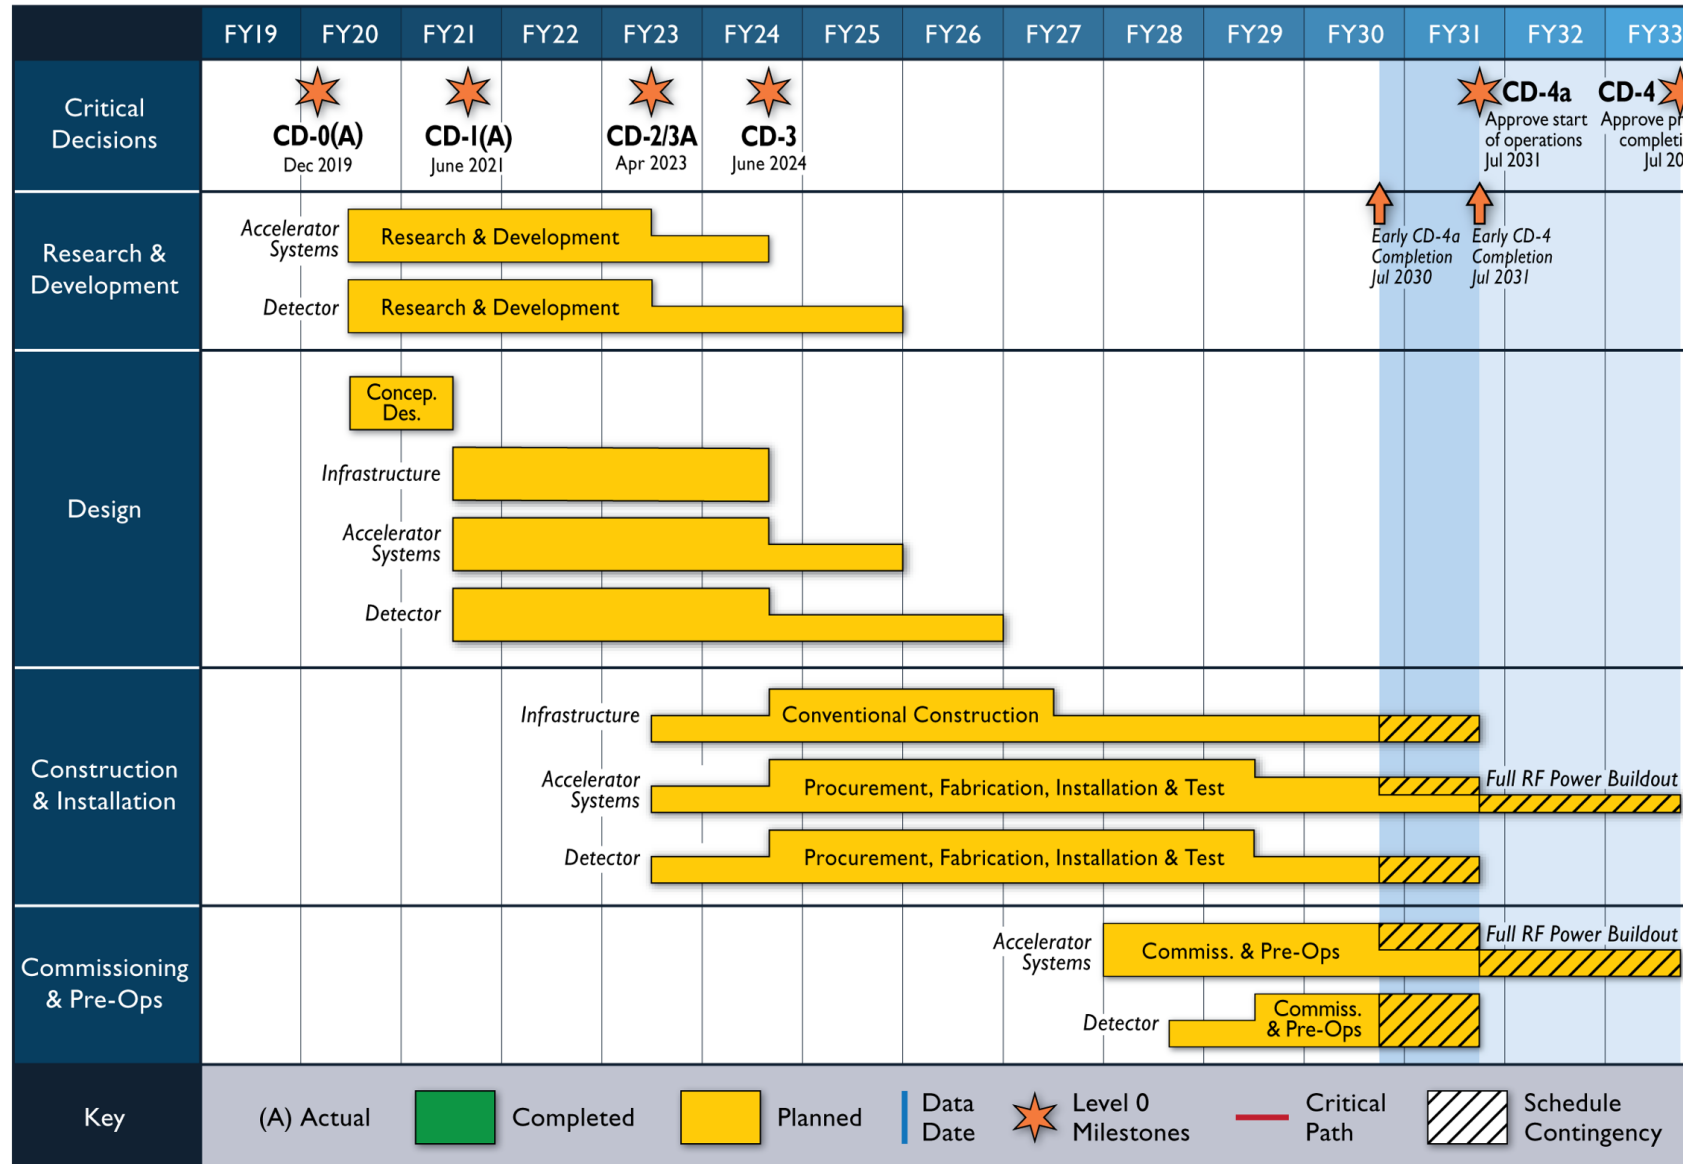 FY19 FY20 FY21 FY22 FY23 FY24 FY25 FY26 FY27 FY28 FY29 FY30 FY31 FY32 FY33
Critical
Decisions
CD-0(A)
Dec 2019
CD-1(A)
June 2021
CD-2/3A
Apr 2023
CD-3
June 2024
CD-4a
Approve start
of operations
Jul 2031
CD-4
Approve
Jul
Research &
Development
Accelerator
Systems
Research & Development
Detector
Research & Development
Early CD-4a
Completion
Jul 2030
Early CD-4
Completion
Jul 2031
Design
Concep.
Des.
Infrastructure
Accelerator
Systems
Detector
Construction
& Installation
Infrastructure
Conventional Construction
Accelerator
Systems
Procurement, Fabrication, Installation & Test
Full RF Power Buildout
Detector
Procurement, Fabrication, Installation & Test
Commissioning
& Pre-Ops
Accelerator
Systems
Commiss. & Pre-Ops
Full RF Power Buildout
Detector
Commiss.
& Pre-Ops
Key
(A) Actual
Completed
Planned
Data
Date
Level 0
Milestones
Critical
Path
Schedule
Contingency